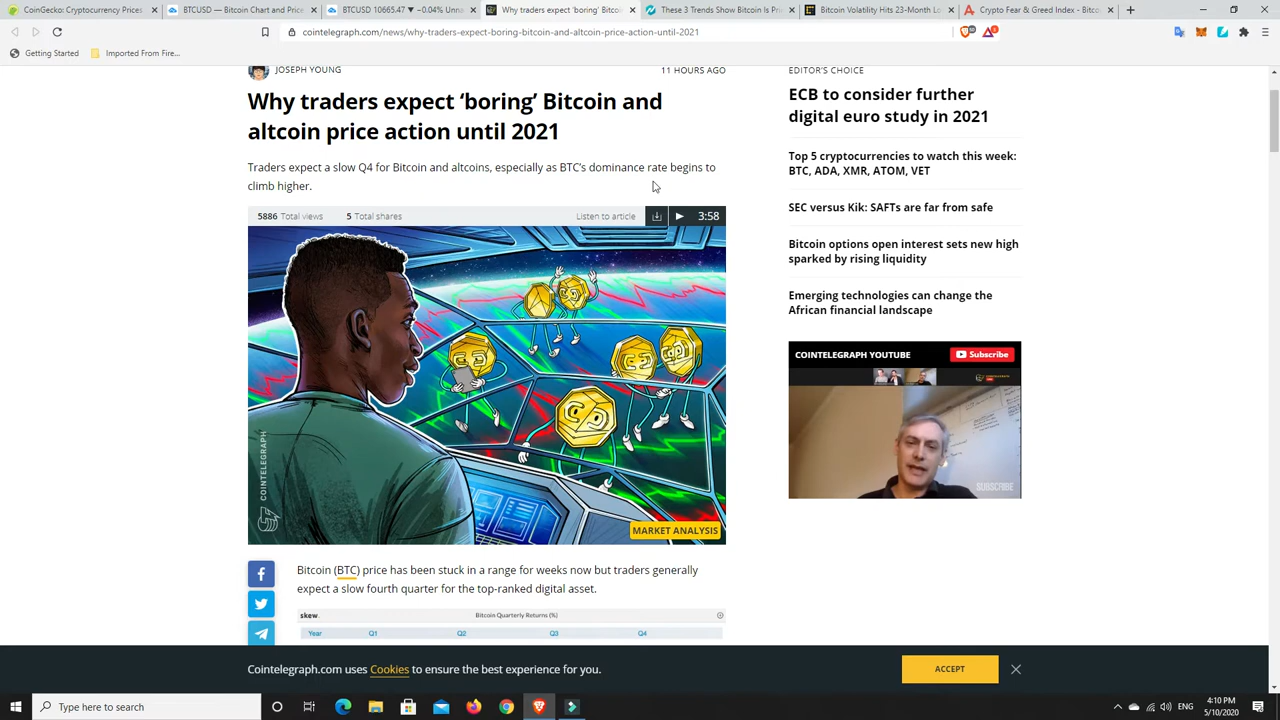 CoinGecko: Cryptocurrency Prices
BTCUSD — Bitcoin Chart and Price
BTCUSD 10665.47 ▼ −0.04% Unna
Why traders expect 'boring' Bitcoin
These 3 Trends Show Bitcoin Is Pri
Bitcoin Volatility Hits 23-Month Lo
Crypto Fear & Greed Index - Bitco
cointelegraph.com/news/why-traders-expect-boring-bitcoin-and-altcoin-price-action-until-2021
Getting Started
Imported From Fire...
JOSEPH YOUNG
11 HOURS AGO
Why traders expect ‘boring’ Bitcoin and
altcoin price action until 2021
Traders expect a slow Q4 for Bitcoin and altcoins, especially as BTC’s dominance rate begins to
climb higher.
5886 Total views
5 Total shares
Listen to article
3:58
COINTELEGRAPH
MARKET ANALYSIS
Bitcoin (BTC) price has been stuck in a range for weeks now but traders generally
expect a slow fourth quarter for the top-ranked digital asset.
skew.
Bitcoin Quarterly Returns (%)
Year Q1 Q2 Q3 Q4
EDITOR’S CHOICE
ECB to consider further
digital euro study in 2021
Top 5 cryptocurrencies to watch this week:
BTC, ADA, XMR, ATOM, VET
SEC versus Kik: SAFTs are far from safe
Bitcoin options open interest sets new high
sparked by rising liquidity
Emerging technologies can change the
African financial landscape
COINTELEGRAPH YOUTUBE
Subscribe
SUBSCRIBE
Cointelegraph.com uses Cookies to ensure the best experience for you.
ACCEPT
Type here to search
ENG
4:10 PM
5/10/2020